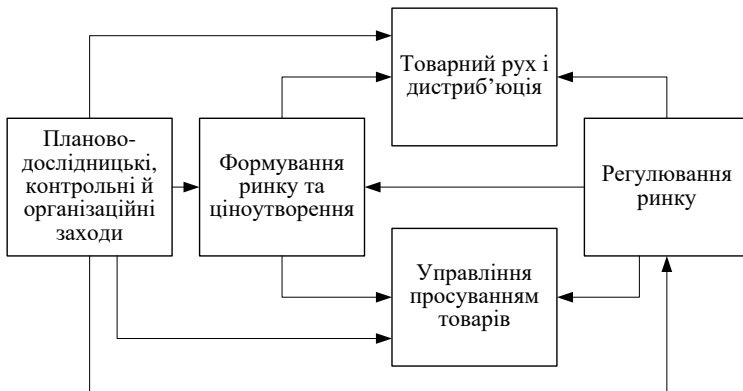 Товарний рух і
дистриб’юція
Планово-
дослідницькі,
контрольні й
організаційні
заходи
Формування
ринку та
ціноутворення
Регулювання
ринку
Управління
просуванням
товарів